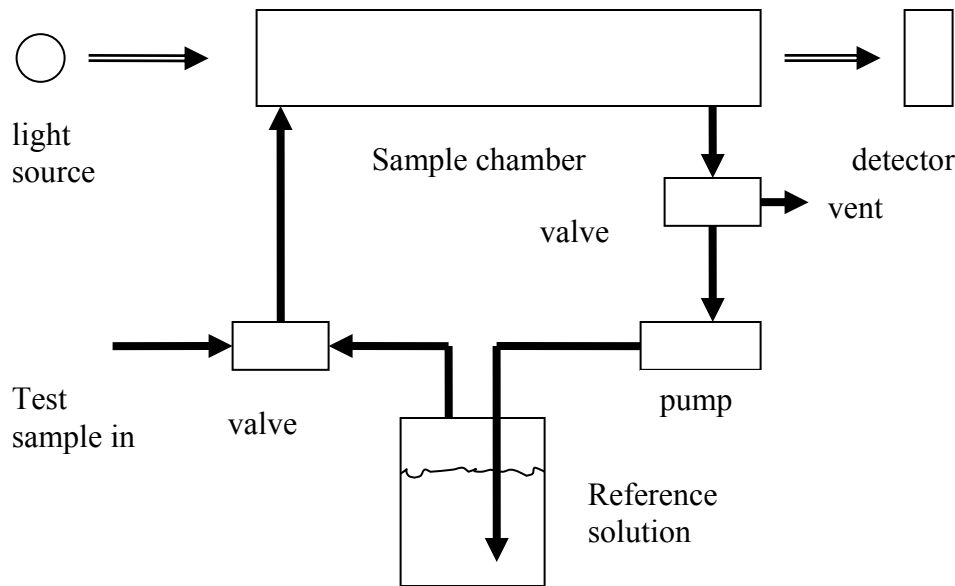 light
source
Sample chamber
detector
valve
vent
Test
sample in
valve
pump
Reference
solution